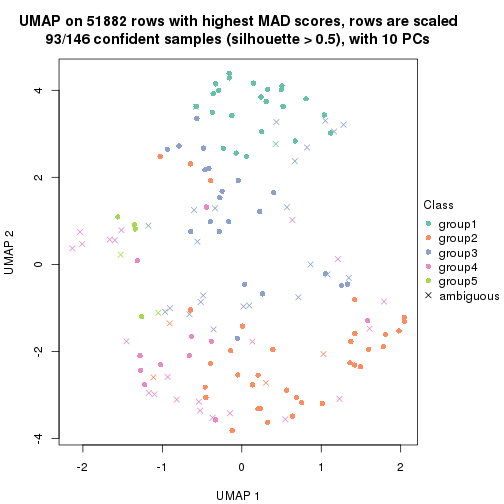 UMAP on 51882 rows with highest MAD scores, rows are scaled
93/146 confident samples (silhouette > 0.5), with 10 PCs
4
2
0
-2
-4
UMAP 2
-2
-1
0
1
2
UMAP 1
Class
group1
group2
group3
group4
group5
ambiguous